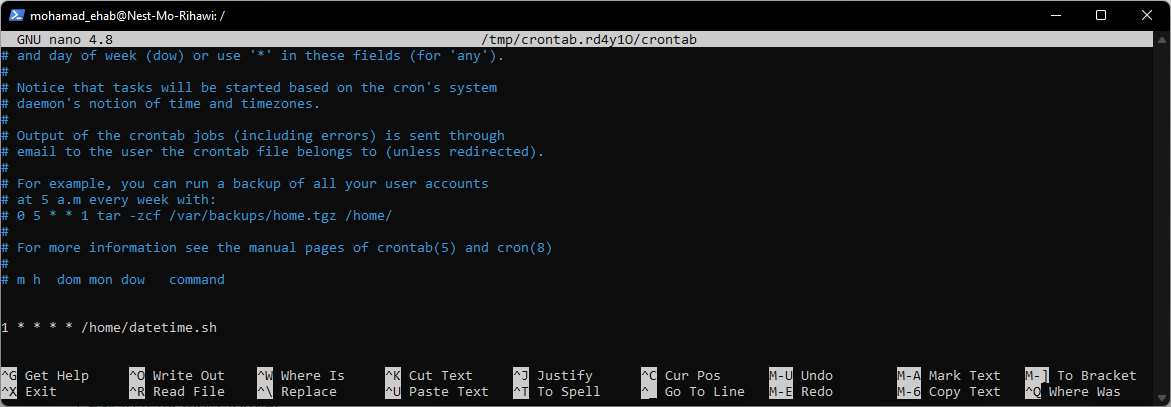 mohamad_ehab@Nest-Mo-Rihawi: /
GNU nano 4.8 /tmp/crontab.rd4y1O/crontab
# and day of week (dow) or use '*' in these fields (for 'any').
#
# Notice that tasks will be started based on the cron's system
# daemon's notion of time and timezones.
#
# Output of the crontab jobs (including errors) is sent through
# email to the user the crontab file belongs to (unless redirected).
#
# For example, you can run a backup of all your user accounts
# at 5 a.m every week with:
# 0 5 * * 1 tar -zcf /var/backups/home.tgz /home/
#
# For more information see the manual pages of crontab(5) and cron(8)
#
# m h  dom mon dow   command
1 * * * * /home/datetime.sh
^G Get Help ^O Write Out ^W Where Is ^K Cut Text ^J Justify ^C Cur Pos M-U Undo M-A Mark Text M-] To Bracket
^X Exit ^R Read File ^\ Replace ^U Paste Text ^T To Spell ^_ Go To Line M-E Redo M-6 Copy Text ^Q Where Was